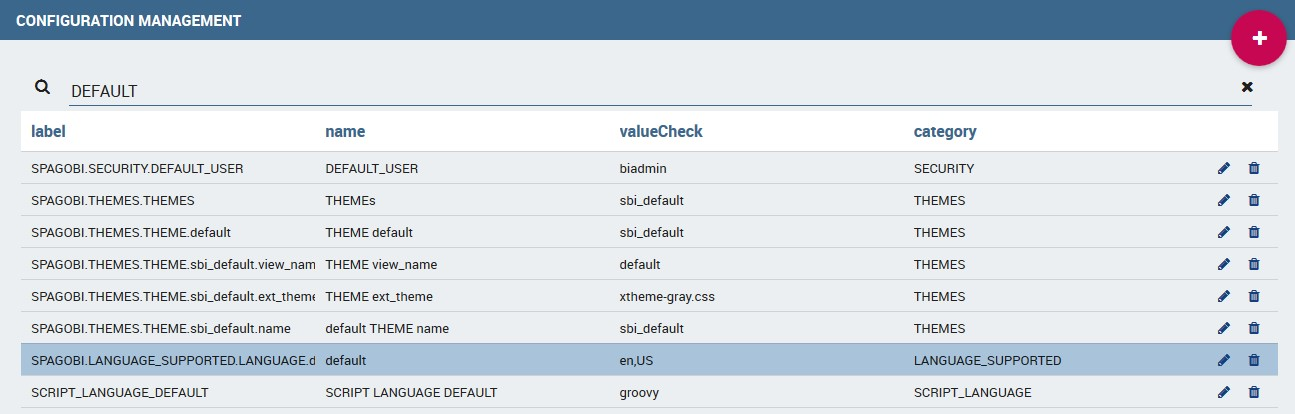 CONFIGURATION MANAGEMENT
+
DEFAULT
label name valueCheck category
SPAGOBI.SECURITY.DEFAULT_USER DEFAULT_USER biadmin SECURITY
SPAGOBI.THEMES.THEMES THEMEs sbi_default THEMES
SPAGOBI.THEMES.THEME.default THEME default sbi_default THEMES
SPAGOBI.THEMES.THEME.sbi_default.view_nam THEME view_name default THEMES
SPAGOBI.THEMES.THEME.sbi_default.ext_theme THEME ext_theme xtheme-gray.css THEMES
SPAGOBI.THEMES.THEME.sbi_default.name default THEME name sbi_default THEMES
SPAGOBI.LANGUAGE_SUPPORTED.LANGUAGE.d default en,US LANGUAGE_SUPPORTED
SCRIPT_LANGUAGE_DEFAULT SCRIPT LANGUAGE DEFAULT groovy SCRIPT_LANGUAGE